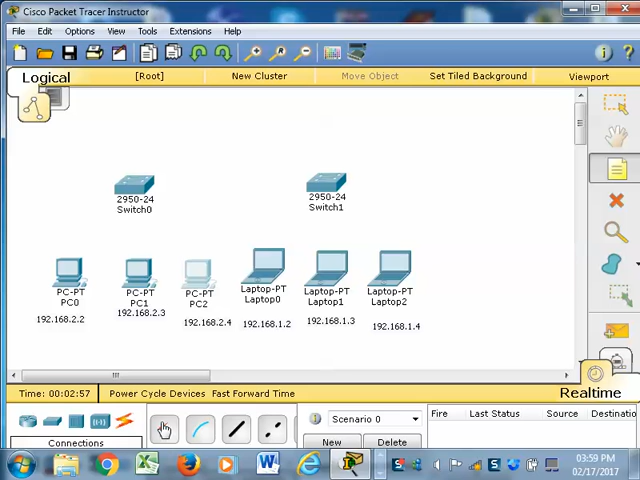 Cisco Packet Tracer Instructor
File Edit Options View Tools Extensions Help
Logical [Root] New Cluster Move Object Set Tiled Background Viewport
2950-24
Switch0
2950-24
Switch1
PC-PT
PC0
PC-PT
PC1
PC-PT
PC2
Laptop-PT
Laptop0
Laptop-PT
Laptop1
Laptop-PT
Laptop2
192.168.2.2
192.168.2.3
192.168.2.4
192.168.1.2
192.168.1.3
192.168.1.4
Time: 00:02:57 Power Cycle Devices Fast Forward Time
Realtime
Scenario 0
Fire Last Status Source Destinatio
New Delete
Connections
03:59 PM
02/17/2017